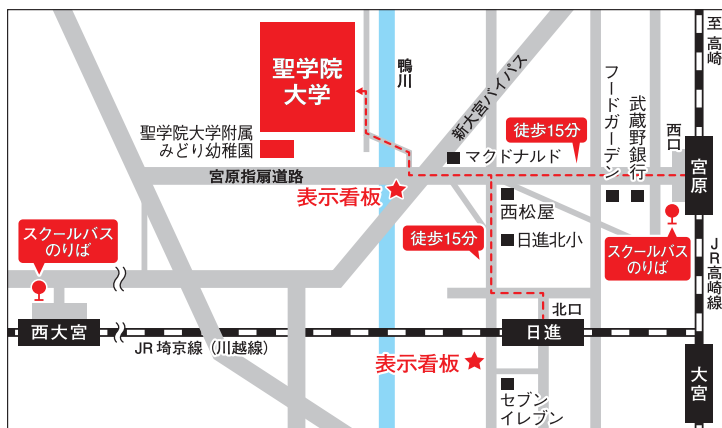 至高崎
聖学院
大学
鴨川
新大宮バイパス
フードガーデン
武蔵野銀行
西口
宮原
聖学院大学附属
みどり幼稚園
徒歩15分
マクドナルド
宮原指扇道路
表示看板
西松屋
スクールバス
のりば
徒歩15分
日進北小
スクールバス
のりば
JR高崎線
北口
西大宮
日進
JR埼京線（川越線）
大宮
表示看板
セブン
イレブン